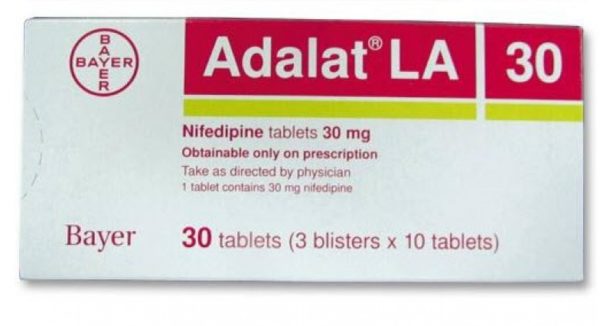 BAYER
BAYER
Adalat® LA 30
Nifedipine tablets 30 mg
Obtainable only on prescription
Take as directed by physician
1 tablet contains 30 mg nifedipine
Bayer
30 tablets (3 blisters x 10 tablets)